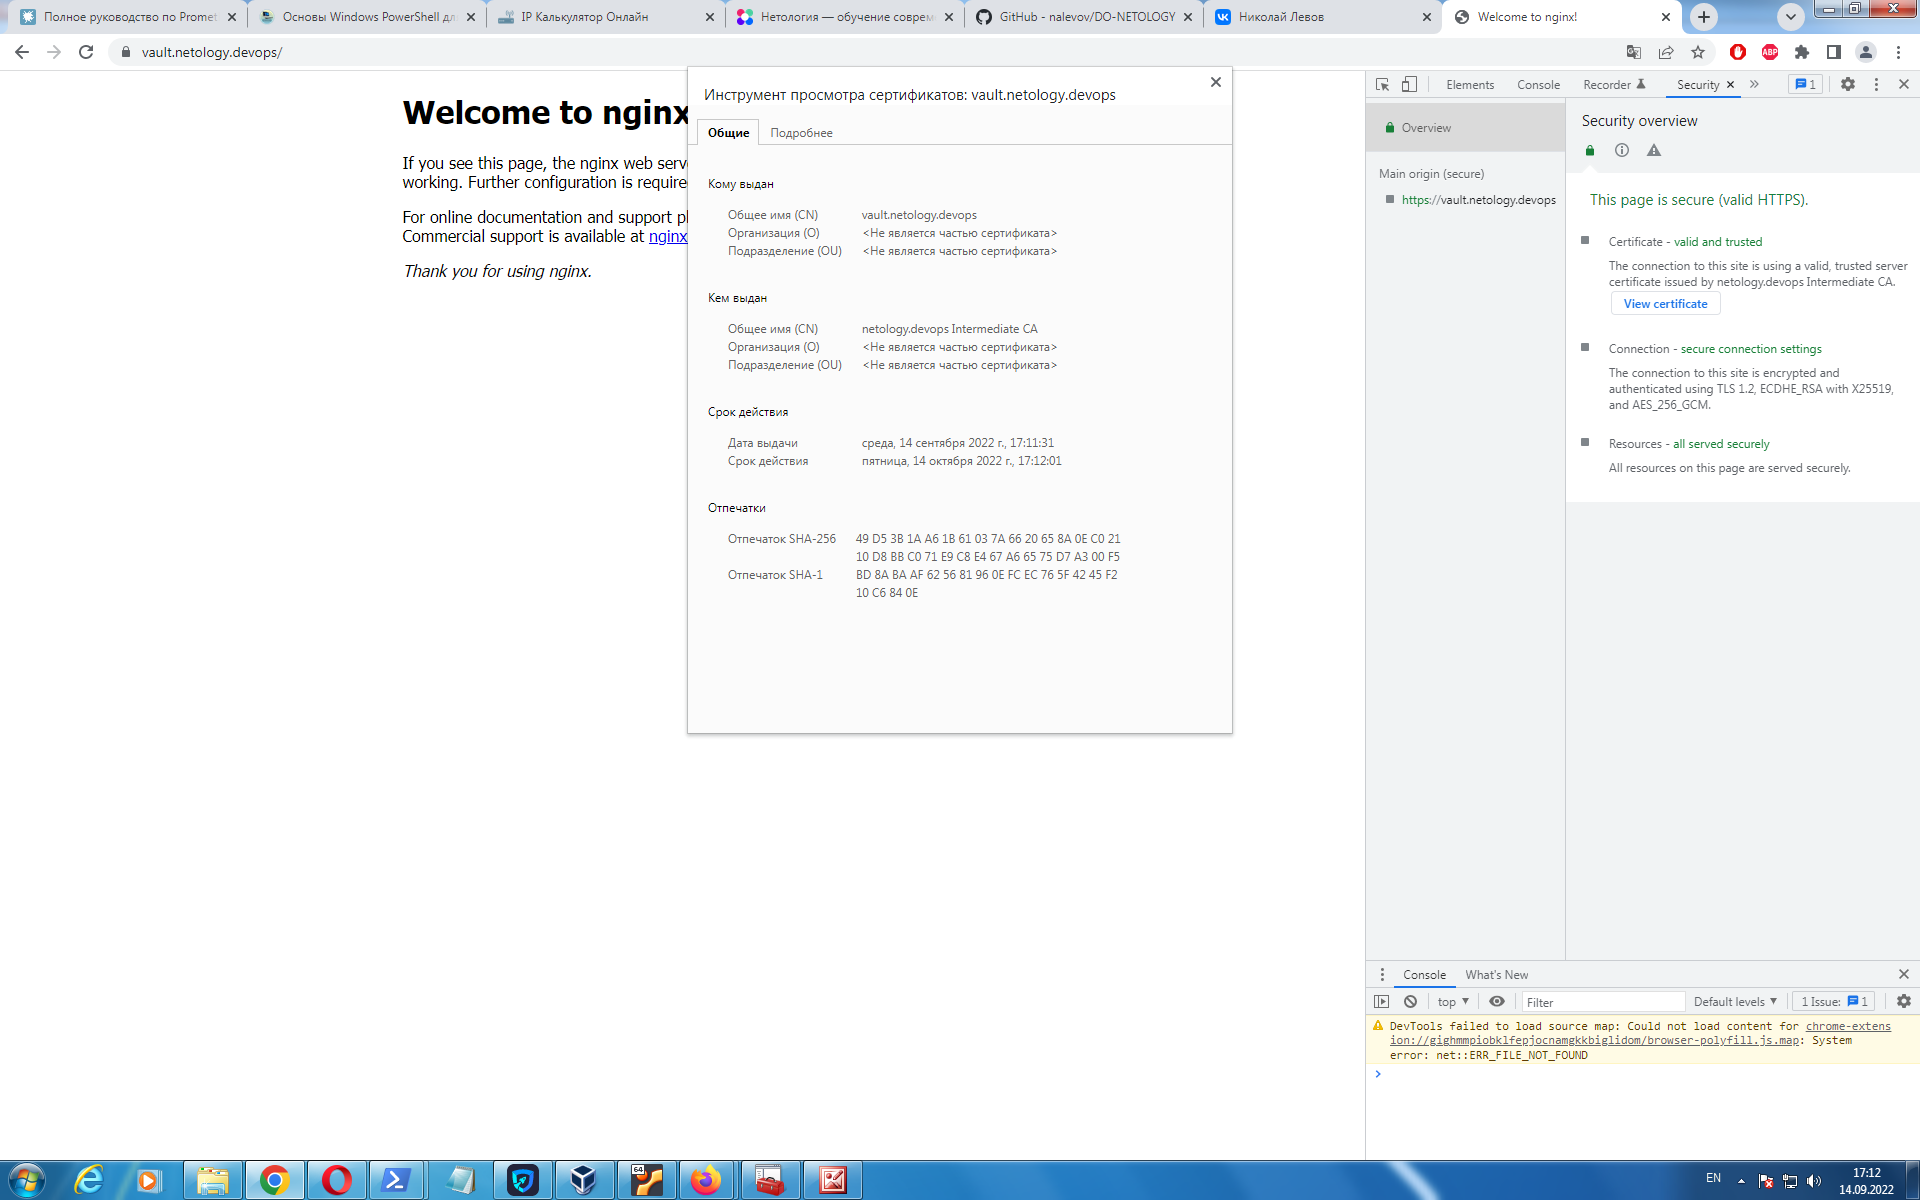 Полное руководство по Promet
Основы Windows PowerShell дл
IP Калькулятор Онлайн
Нетология — обучение соврем
GitHub - nalevov/DO-NETOLOGY
Николай Левов
Welcome to nginx!
vault.netology.devops/
ABP
Welcome to nginx
If you see this page, the nginx web serv
working. Further configuration is require
For online documentation and support pl
Commercial support is available at nginx
Thank you for using nginx.
Инструмент просмотра сертификатов: vault.netology.devops
Общие
Подробнее
Кому выдан
Общее имя (CN) vault.netology.devops
Организация (O) <Не является частью сертификата>
Подразделение (OU) <Не является частью сертификата>
Кем выдан
Общее имя (CN) netology.devops Intermediate CA
Организация (O) <Не является частью сертификата>
Подразделение (OU) <Не является частью сертификата>
Срок действия
Дата выдачи среда, 14 сентября 2022 г., 17:11:31
Срок действия пятница, 14 октября 2022 г., 17:12:01
Отпечатки
Отпечаток SHA-256 49 D5 3B 1A A6 1B 61 03 7A 66 20 65 8A 0E C0 21
10 D8 BB C0 71 E9 C8 E4 67 A6 65 75 D7 A3 00 F5
Отпечаток SHA-1 BD 8A BA AF 62 56 81 96 0E FC EC 76 5F 42 45 F2
10 C6 84 0E
Elements Console Recorder Security 1
Overview
Main origin (secure)
https://vault.netology.devops
Security overview
This page is secure (valid HTTPS).
Certificate - valid and trusted
The connection to this site is using a valid, trusted server
certificate issued by netology.devops Intermediate CA.
View certificate
Connection - secure connection settings
The connection to this site is encrypted and
authenticated using TLS 1.2, ECDHE_RSA with X25519,
and AES_256_GCM.
Resources - all served securely
All resources on this page are served securely.
Console What's New
top Filter Default levels 1 Issue: 1
DevTools failed to load source map: Could not load content for chrome-extens
ion://gighmmpiobklfepjocnamgkkbiglidom/browser-polyfill.js.map: System
error: net::ERR_FILE_NOT_FOUND
64
EN
17:12
14.09.2022